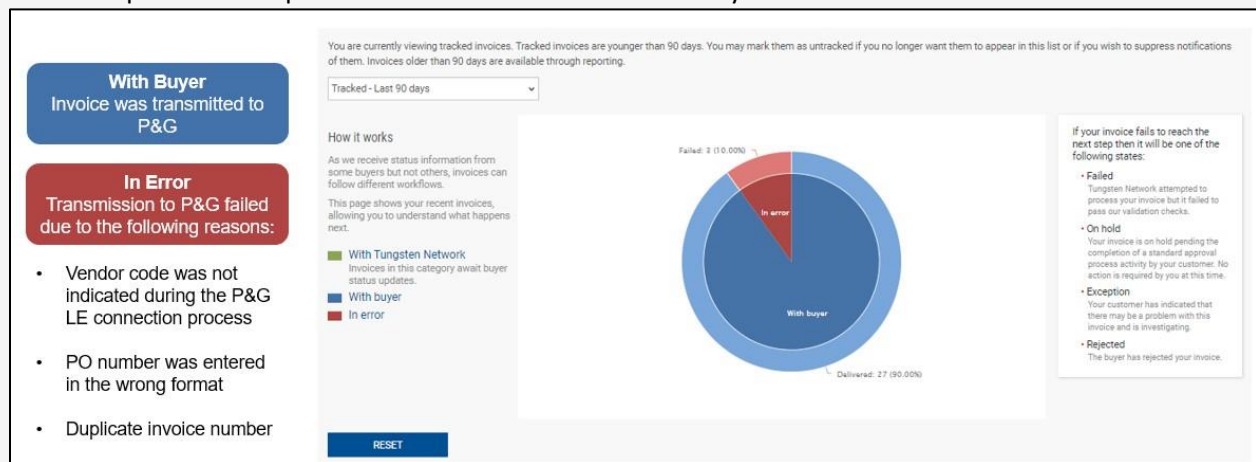 With Buyer
Invoice was transmitted to
P&G
In Error
Transmission to P&G failed
due to the following reasons:
• Vendor code was not
indicated during the P&G
LE connection process
• PO number was entered
in the wrong format
• Duplicate invoice number
You are currently viewing tracked invoices. Tracked invoices are younger than 90 days. You may mark them as untracked if you no longer want them to appear in this list or if you wish to suppress notifications
of them. Invoices older than 90 days are available through reporting.
Tracked - Last 90 days
How it works
As we receive status information from
some buyers but not others, invoices can
follow different workflows.
This page shows your recent invoices,
allowing you to understand what happens
next.
With Tungsten Network
Invoices in this category await buyer
status updates.
With buyer
In error
Failed: 3 (10.00%)
In error
With buyer
Delivered: 27 (90.00%)
If your invoice fails to reach the
next step then it will be one of the
following states:
• Failed
Tungsten Network attempted to
process your invoice but it failed to
pass our validation checks.
• On hold
Your invoice is on hold pending the
completion of a standard approval
process activity by your customer. No
action is required by you at this time.
• Exception
Your customer has indicated that
there may be a problem with this
invoice and is investigating.
• Rejected
The buyer has rejected your invoice.
RESET